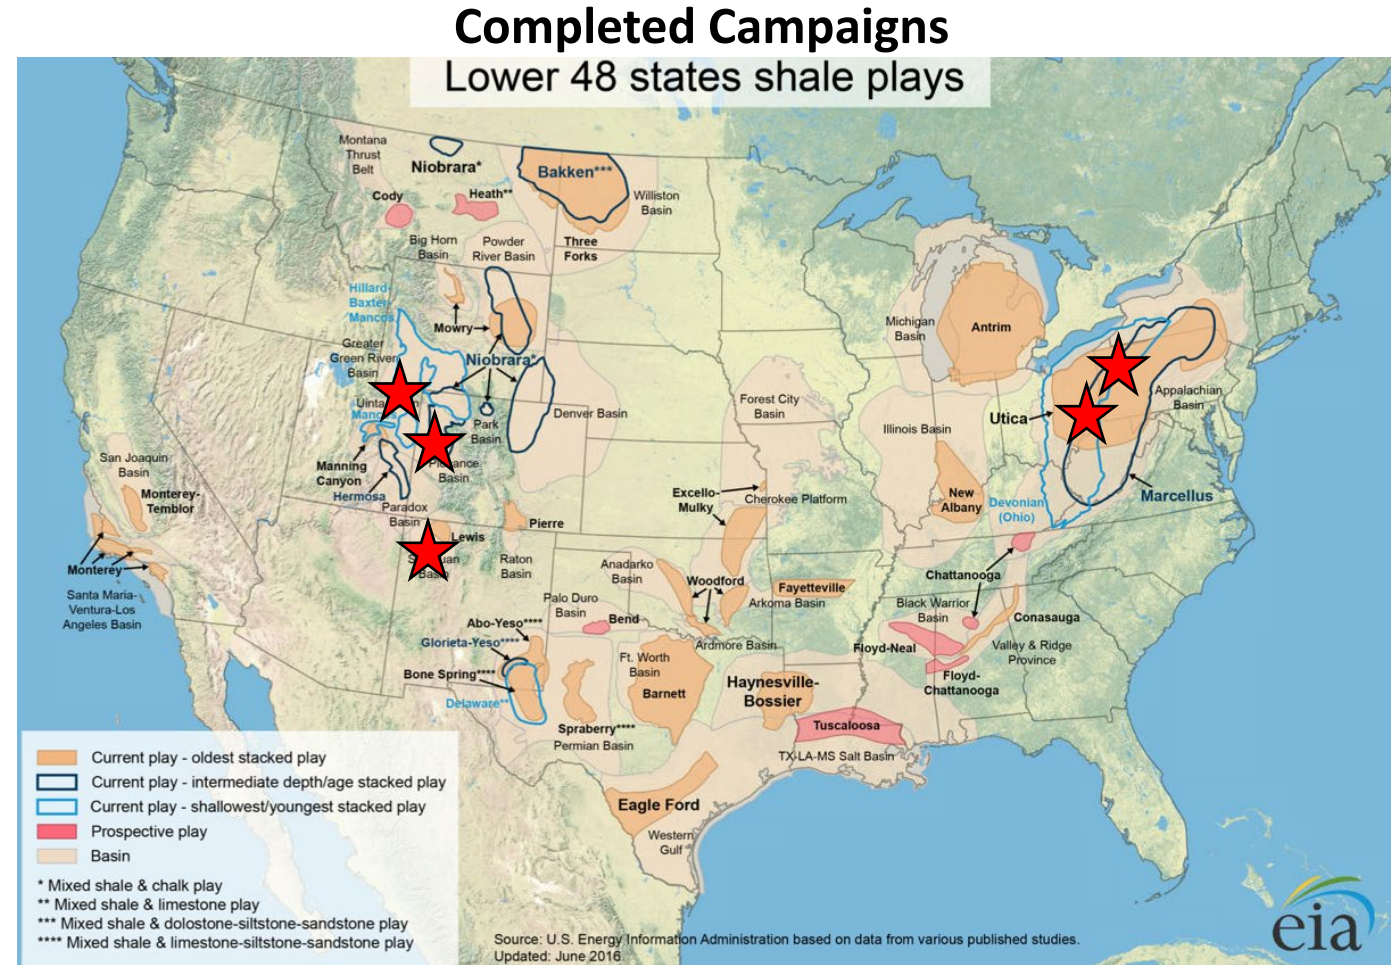 Completed Campaigns
Lower 48 states shale plays
Montana
Thrust
Belt
Niobrara*
Bakken***
Cody
Heath**
Williston
Basin
Big Horn
Basin
Powder
River Basin
Three
Forks
Hillard-
Baxter-
Mancos
Mowry
Greater
Green River
Basin
Niobrara*
Michigan
Basin
Antrim
Uinta
Mancos
Park
Basin
Denver Basin
Forest City
Basin
Illinois Basin
Utica
Appalachian
Basin
San Joaquin
Basin
Monterey-
Temblor
Manning
Canyon
Hermosa
Basin
Paradox
Basin
Excello-
Mulky
Cherokee Platform
New
Albany
Devonian
(Ohio)
Marcellus
Pierre
Lewis
Basin
Raton
Basin
Monterey
Santa Maria-
Ventura-Los
Angeles Basin
Anadarko
Basin
Woodford
Fayetteville
Arkoma Basin
Chattanooga
Palo Duro
Basin
Bend
Black Warrior
Basin
Conasauga
Abo-Yeso****
Glorieta-Yeso****
Ardmore Basin
Floyd-Neal
Valley & Ridge
Province
Bone Spring****
Delaware**
Ft. Worth
Basin
Barnett
Haynesville-
Bossier
Floyd-
Chattanooga
Spraberry****
Permian Basin
Tuscaloosa
TX-LA-MS Salt Basin
Eagle Ford
Western
Gulf
Current play - oldest stacked play
Current play - intermediate depth/age stacked play
Current play - shallowest/youngest stacked play
Prospective play
Basin
* Mixed shale & chalk play
** Mixed shale & limestone play
*** Mixed shale & dolostone-siltstone-sandstone play
**** Mixed shale & limestone-siltstone-sandstone play
Source: U.S. Energy Information Administration based on data from various published studies.
Updated: June 2016
eia